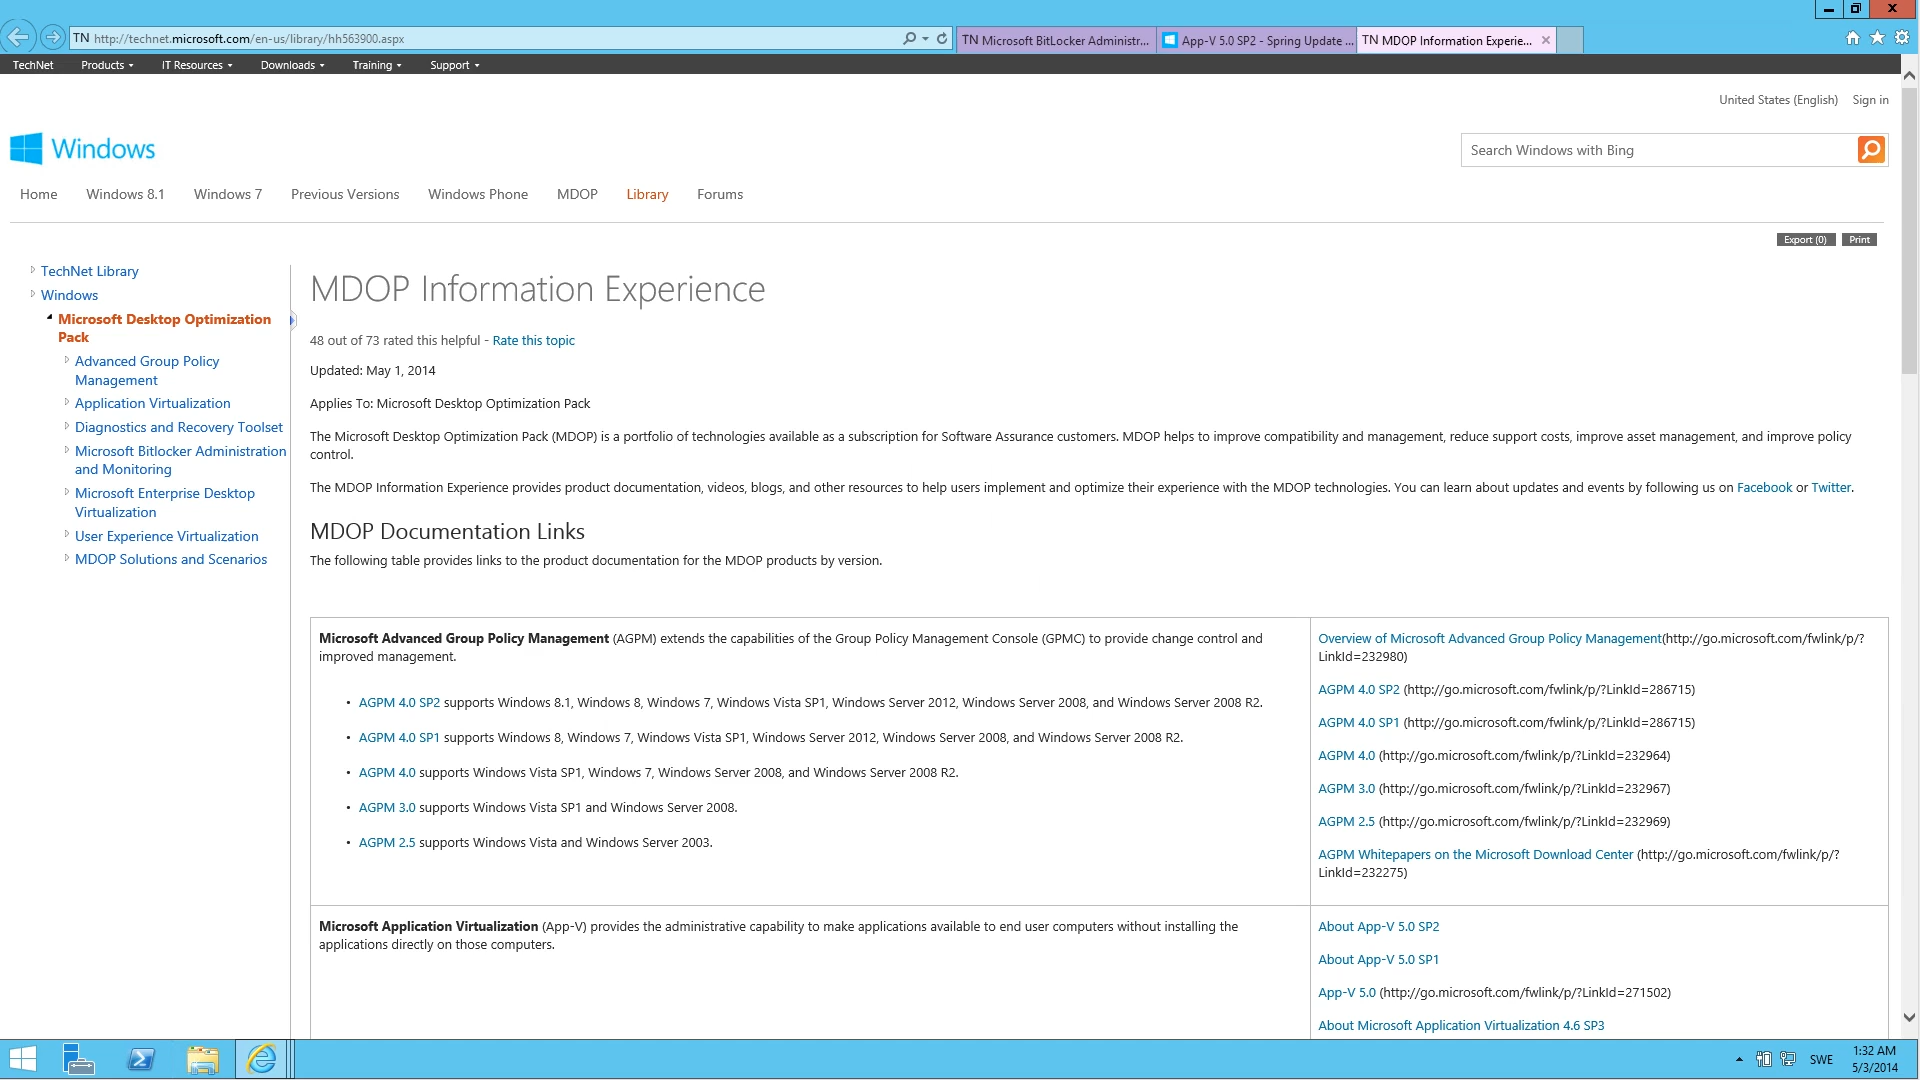 TN http://technet.microsoft.com/en-us/library/hh563900.aspx
TN Microsoft BitLocker Administr...
App-V 5.0 SP2 - Spring Update ...
TN MDOP Information Experie...
TechNet Products IT Resources Downloads Training Support
United States (English) Sign in
Windows
Search Windows with Bing
Home Windows 8.1 Windows 7 Previous Versions Windows Phone MDOP Library Forums
Export (0) Print
TechNet Library
Windows
Microsoft Desktop Optimization
Pack
Advanced Group Policy
Management
Application Virtualization
Diagnostics and Recovery Toolset
Microsoft Bitlocker Administration
and Monitoring
Microsoft Enterprise Desktop
Virtualization
User Experience Virtualization
MDOP Solutions and Scenarios
MDOP Information Experience
48 out of 73 rated this helpful - Rate this topic
Updated: May 1, 2014
Applies To: Microsoft Desktop Optimization Pack
The Microsoft Desktop Optimization Pack (MDOP) is a portfolio of technologies available as a subscription for Software Assurance customers. MDOP helps to improve compatibility and management, reduce support costs, improve asset management, and improve policy
control.
The MDOP Information Experience provides product documentation, videos, blogs, and other resources to help users implement and optimize their experience with the MDOP technologies. You can learn about updates and events by following us on Facebook or Twitter.
MDOP Documentation Links
The following table provides links to the product documentation for the MDOP products by version.
Microsoft Advanced Group Policy Management (AGPM) extends the capabilities of the Group Policy Management Console (GPMC) to provide change control and
improved management.
• AGPM 4.0 SP2 supports Windows 8.1, Windows 8, Windows 7, Windows Vista SP1, Windows Server 2012, Windows Server 2008, and Windows Server 2008 R2.
• AGPM 4.0 SP1 supports Windows 8, Windows 7, Windows Vista SP1, Windows Server 2012, Windows Server 2008, and Windows Server 2008 R2.
• AGPM 4.0 supports Windows Vista SP1, Windows 7, Windows Server 2008, and Windows Server 2008 R2.
• AGPM 3.0 supports Windows Vista SP1 and Windows Server 2008.
• AGPM 2.5 supports Windows Vista and Windows Server 2003.
Overview of Microsoft Advanced Group Policy Management(http://go.microsoft.com/fwlink/p/?
LinkId=232980)
AGPM 4.0 SP2 (http://go.microsoft.com/fwlink/p/?LinkId=286715)
AGPM 4.0 SP1 (http://go.microsoft.com/fwlink/p/?LinkId=286715)
AGPM 4.0 (http://go.microsoft.com/fwlink/p/?LinkId=232964)
AGPM 3.0 (http://go.microsoft.com/fwlink/p/?LinkId=232967)
AGPM 2.5 (http://go.microsoft.com/fwlink/p/?LinkId=232969)
AGPM Whitepapers on the Microsoft Download Center (http://go.microsoft.com/fwlink/p/?
LinkId=232275)
Microsoft Application Virtualization (App-V) provides the administrative capability to make applications available to end user computers without installing the
applications directly on those computers.
About App-V 5.0 SP2
About App-V 5.0 SP1
App-V 5.0 (http://go.microsoft.com/fwlink/p/?LinkId=271502)
About Microsoft Application Virtualization 4.6 SP3
SWE
1:32 AM
5/3/2014